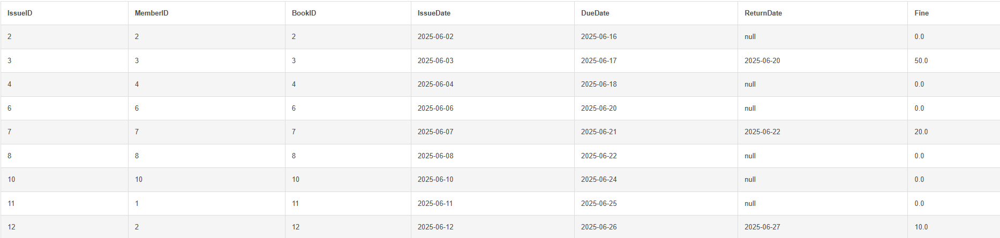 IssueID MemberID BookID IssueDate DueDate ReturnDate Fine
2 2 2 2025-06-02 2025-06-16 null 0.0
3 3 3 2025-06-03 2025-06-17 2025-06-20 50.0
4 4 4 2025-06-04 2025-06-18 null 0.0
6 6 6 2025-06-06 2025-06-20 null 0.0
7 7 7 2025-06-07 2025-06-21 2025-06-22 20.0
8 8 8 2025-06-08 2025-06-22 null 0.0
10 10 10 2025-06-10 2025-06-24 null 0.0
11 1 11 2025-06-11 2025-06-25 null 0.0
12 2 12 2025-06-12 2025-06-26 2025-06-27 10.0